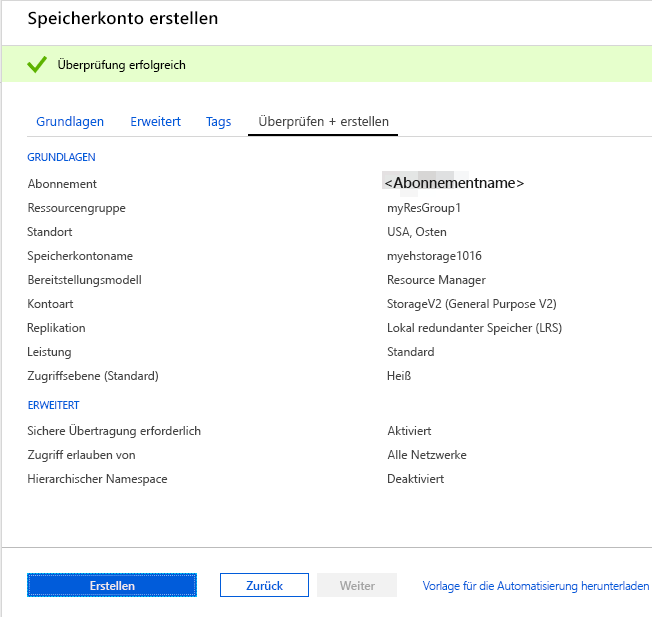 Speicherkonto erstellen
Überprüfung erfolgreich
Grundlagen Erweitert Tags Überprüfen + erstellen
GRUNDLAGEN
Abonnement <Abonnementname>
Ressourcengruppe myResGroup1
Standort USA, Osten
Speicherkontoname myehstorage1016
Bereitstellungsmodell Resource Manager
Kontoart StorageV2 (General Purpose V2)
Replikation Lokal redundanter Speicher (LRS)
Leistung Standard
Zugriffsebene (Standard) Heiß
ERWEITERT
Sichere Übertragung erforderlich Aktiviert
Zugriff erlauben von Alle Netzwerke
Hierarchischer Namespace Deaktiviert
Erstellen Zurück Weiter Vorlage für die Automatisierung herunterladen